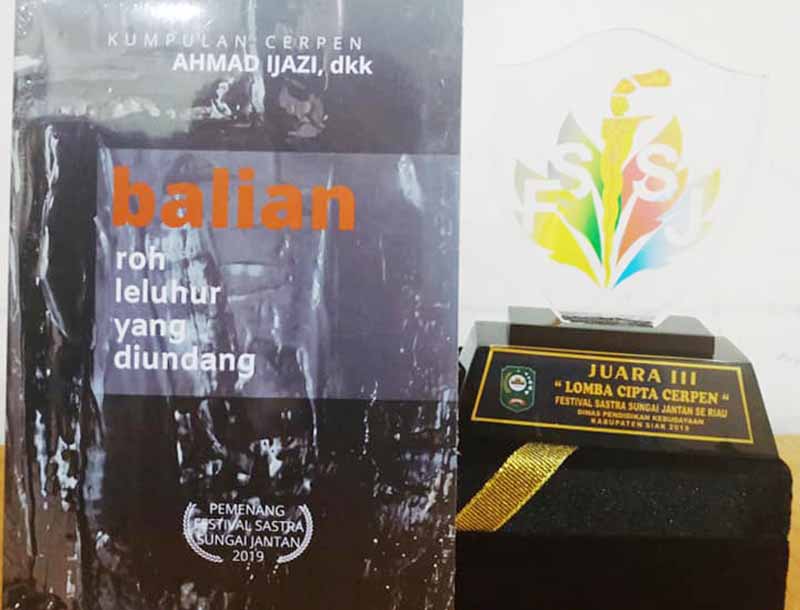 KUMPULAN CERPEN
AHMAD IJAZI, dkk
balian
roh
leluhur
yang
diundang
PEMENANG
FESTIVAL SASTRA
SUNGAI JANTAN
2019
FSSJ
JUARA III
" LOMBA CIPTA CERPEN "
FESTIVAL SASTRA SUNGAI JANTAN SE RIAU
DINAS PENDIDIKAN KEBUDAYAAN
KABUPATEN SIAK 2019